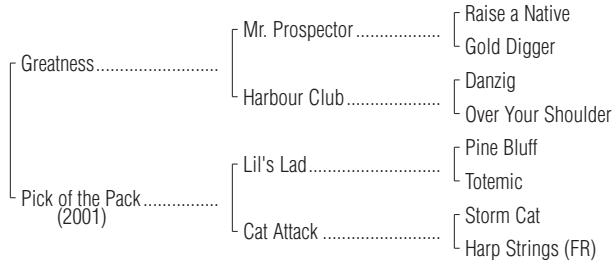 Raise a Native
Mr. Prospector ..................
Gold Digger
Greatness..........................
Danzig
Harbour Club ....................
Over Your Shoulder
Pine Bluff
Lil's Lad............................
Totemic
Pick of the Pack ................
(2001)
Storm Cat
Cat Attack .........................
Harp Strings (FR)